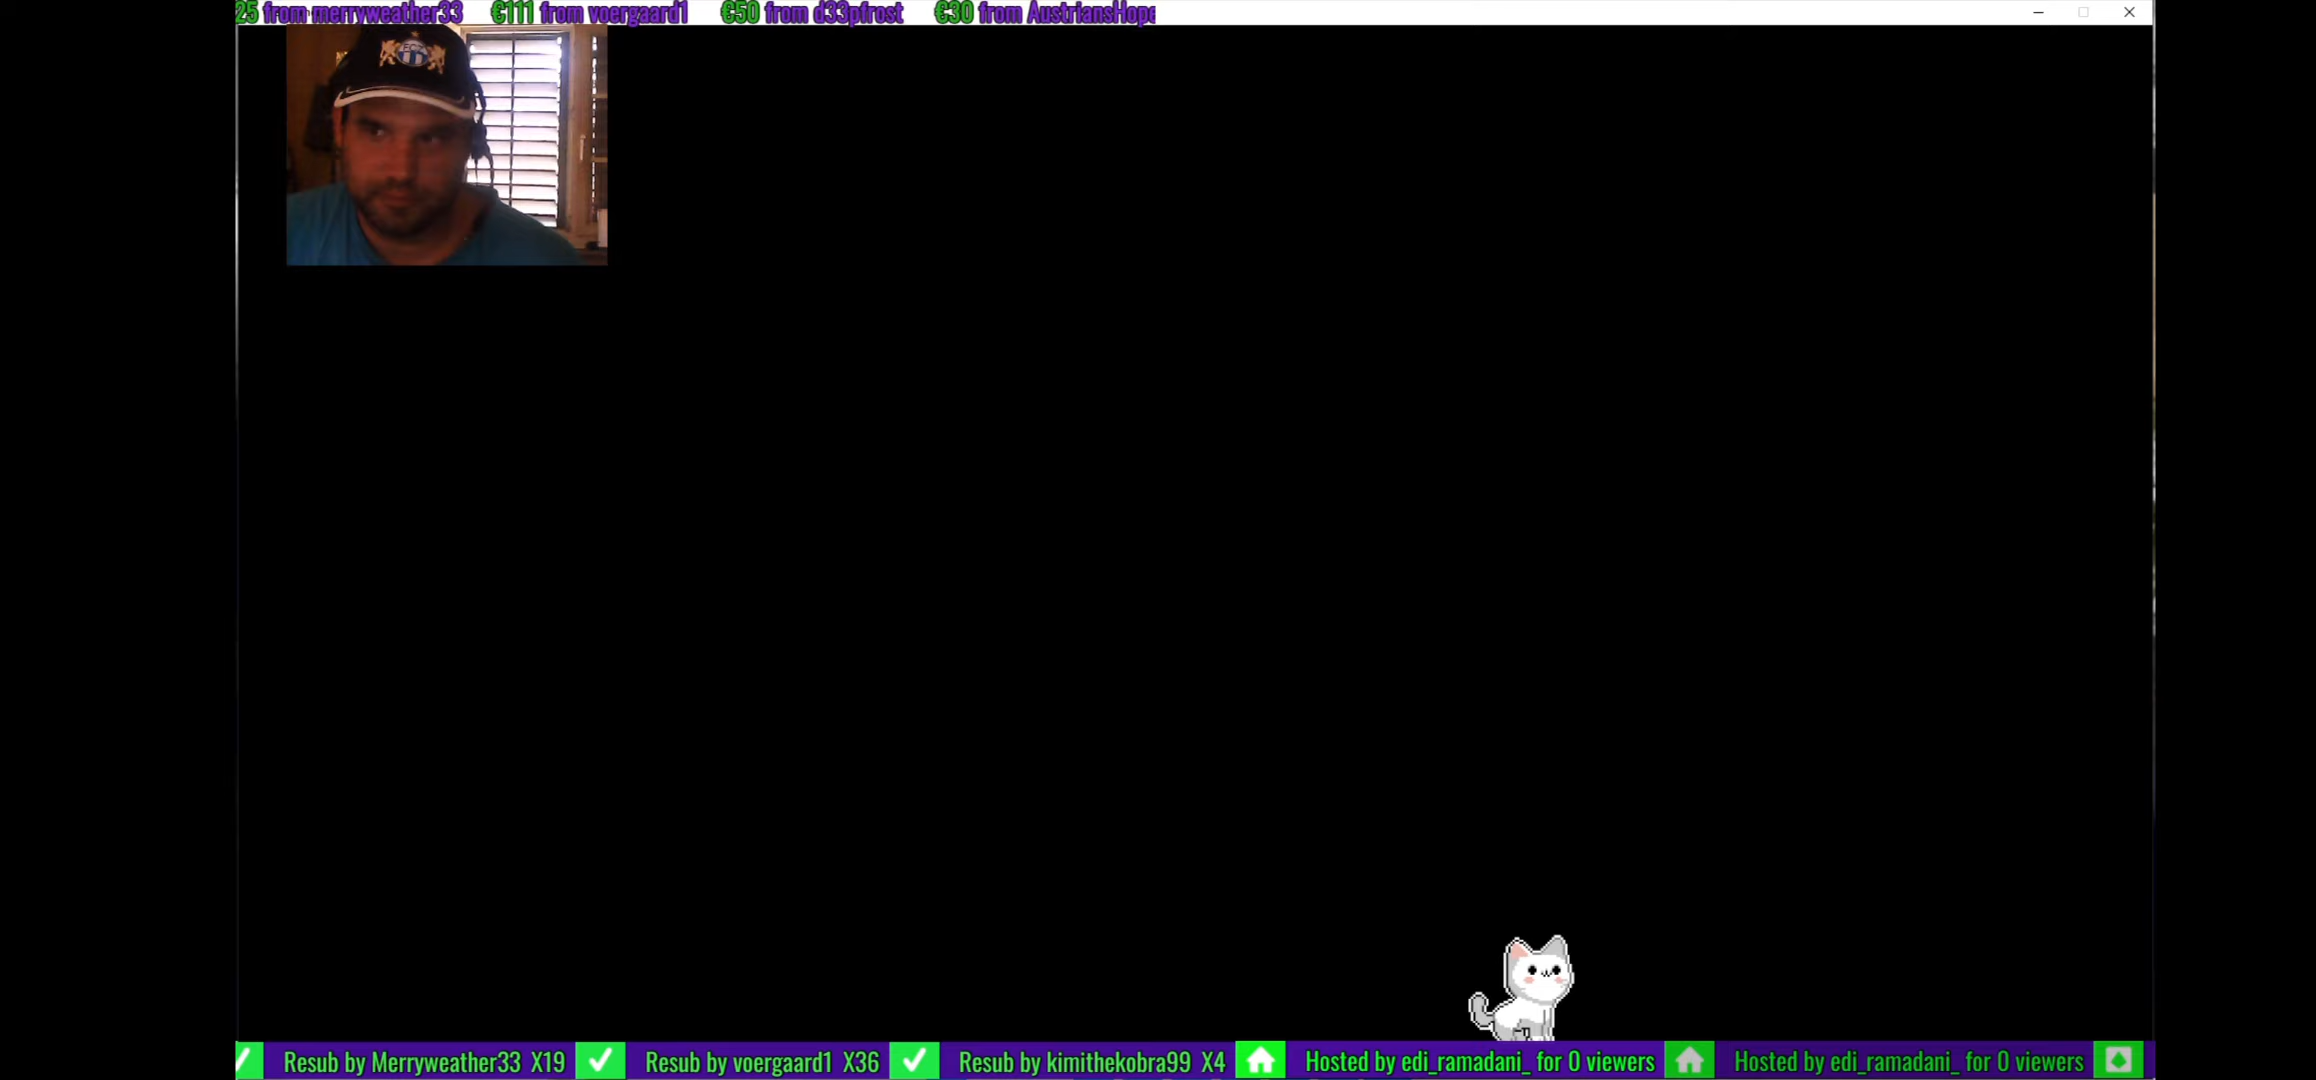 25 from merryweather33 €111 from voergaard1 €50 from d33pfrost €30 from AustriansHope
FCZ
Resub by Merryweather33 X19 Resub by voergaard1 X36 Resub by kimithekobra99 X4 Hosted by edi_ramadani_ for 0 viewers Hosted by edi_ramadani_ for 0 viewers